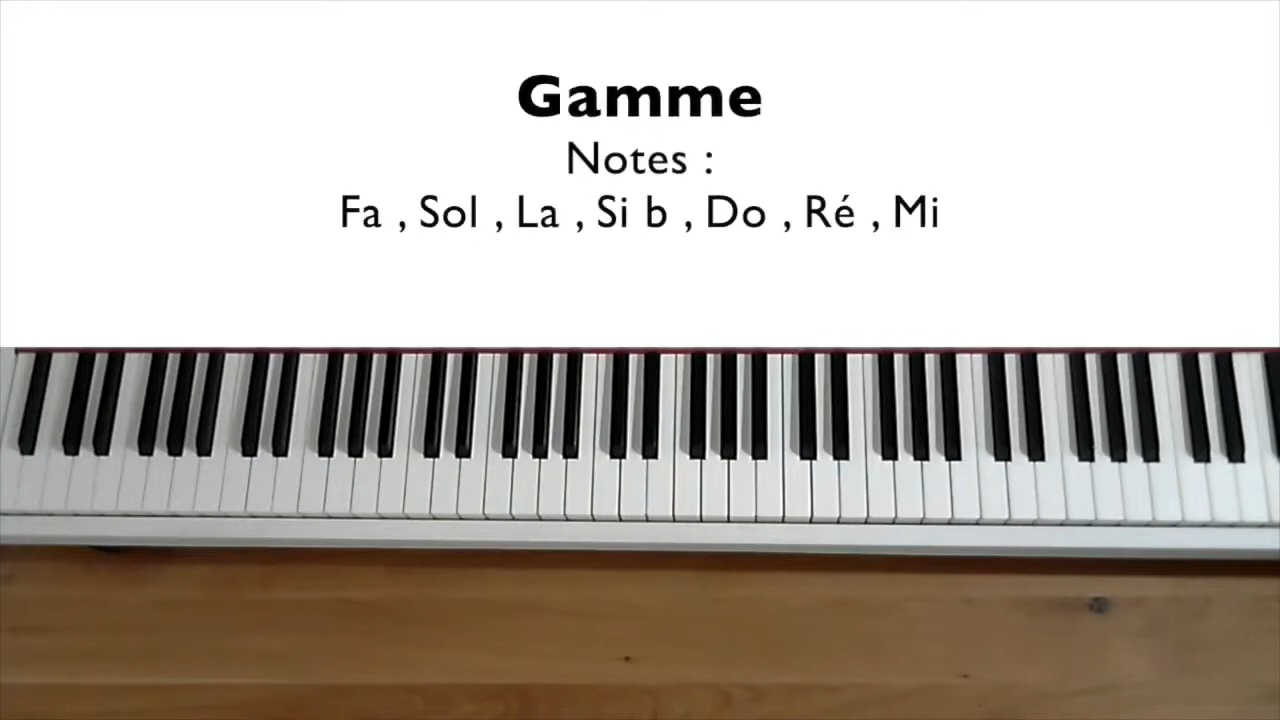 Gamme
Notes :
Fa , Sol , La , Si b , Do , Ré , Mi